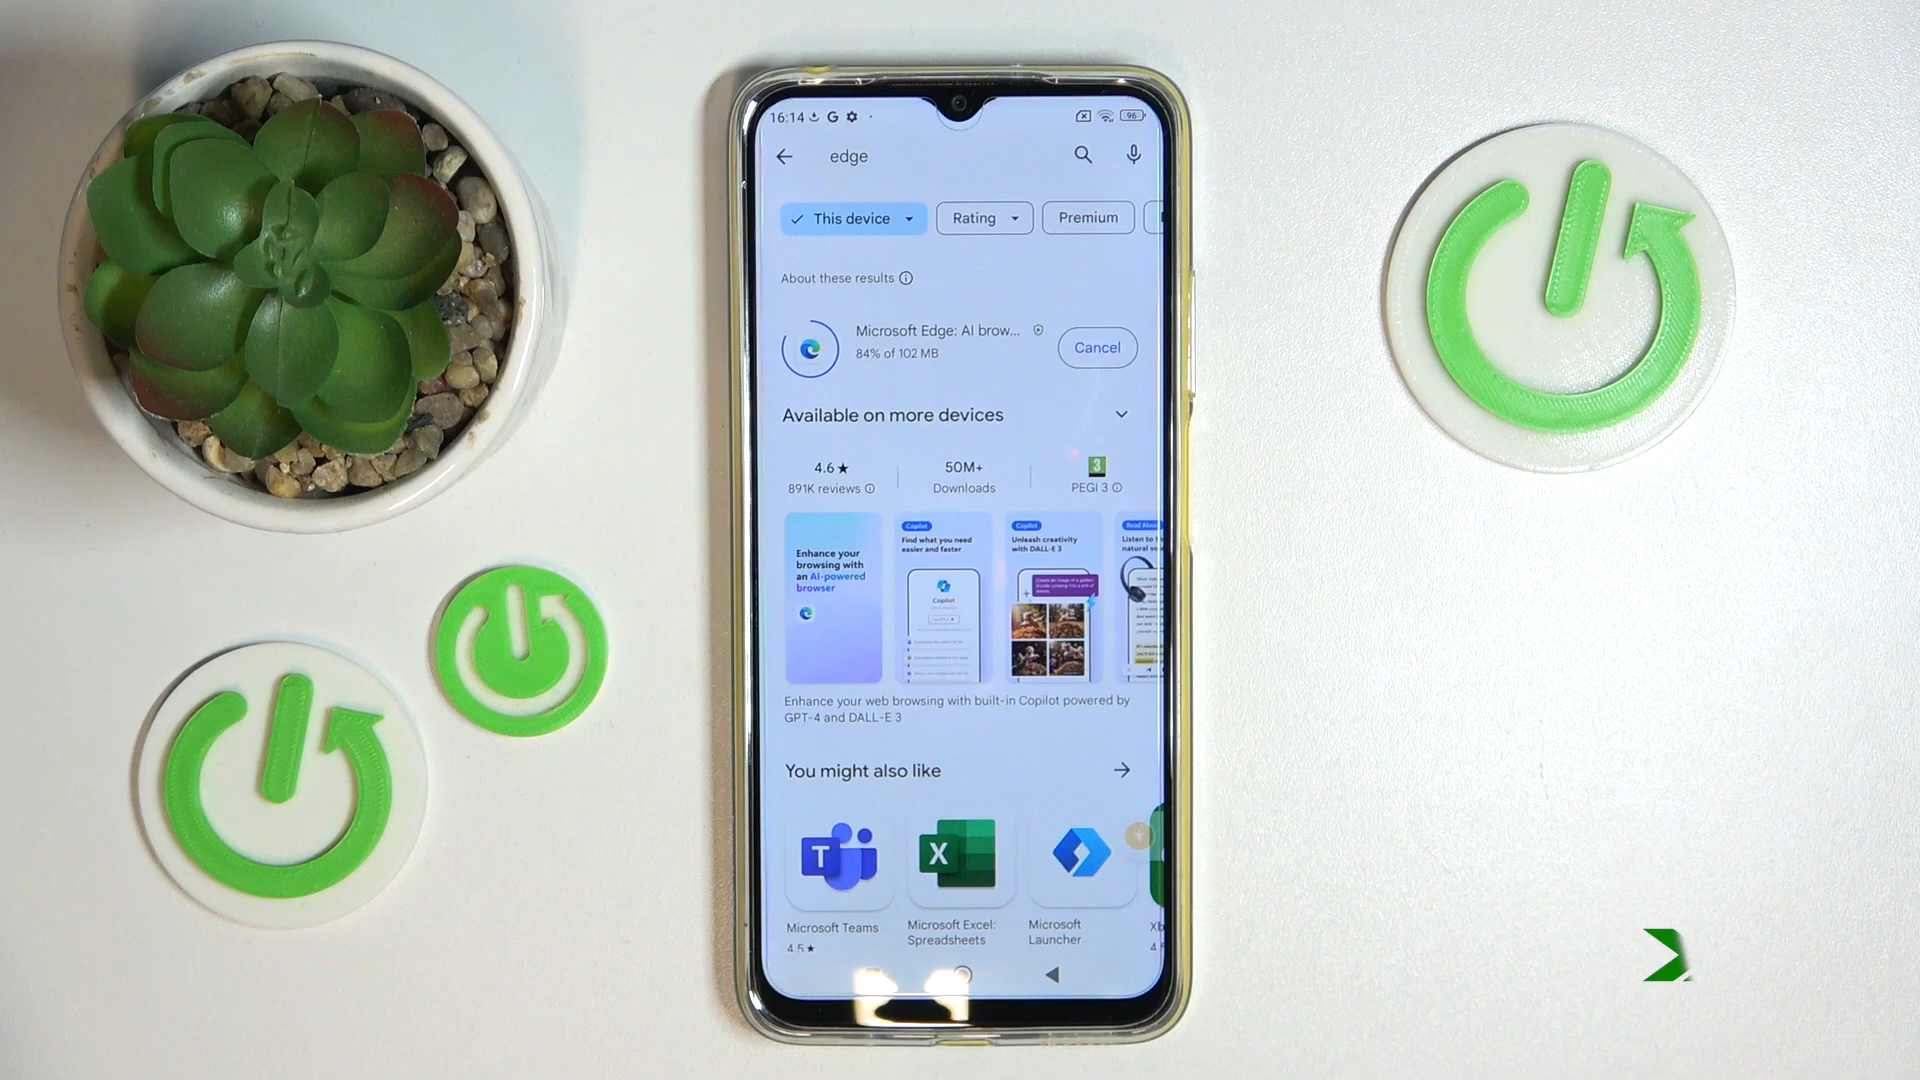 16:14
96
edge
This device
Rating
Premium
About these results
Microsoft Edge: AI brow...
84% of 102 MB
Cancel
Available on more devices
4.6★
891K reviews
50M+
Downloads
3
PEGI 3
Enhance your
browsing with
an AI-powered
browser
Copilot
Find what you need
easier and faster
Copilot
Copilot
Unleash creativity
with DALL-E 3
Read Alou
Listen to t
natural vo
Enhance your web browsing with built-in Copilot powered by
GPT-4 and DALL-E 3
You might also like
T
X
Microsoft Teams
4.5★
Microsoft Excel:
Spreadsheets
Microsoft
Launcher
Xb